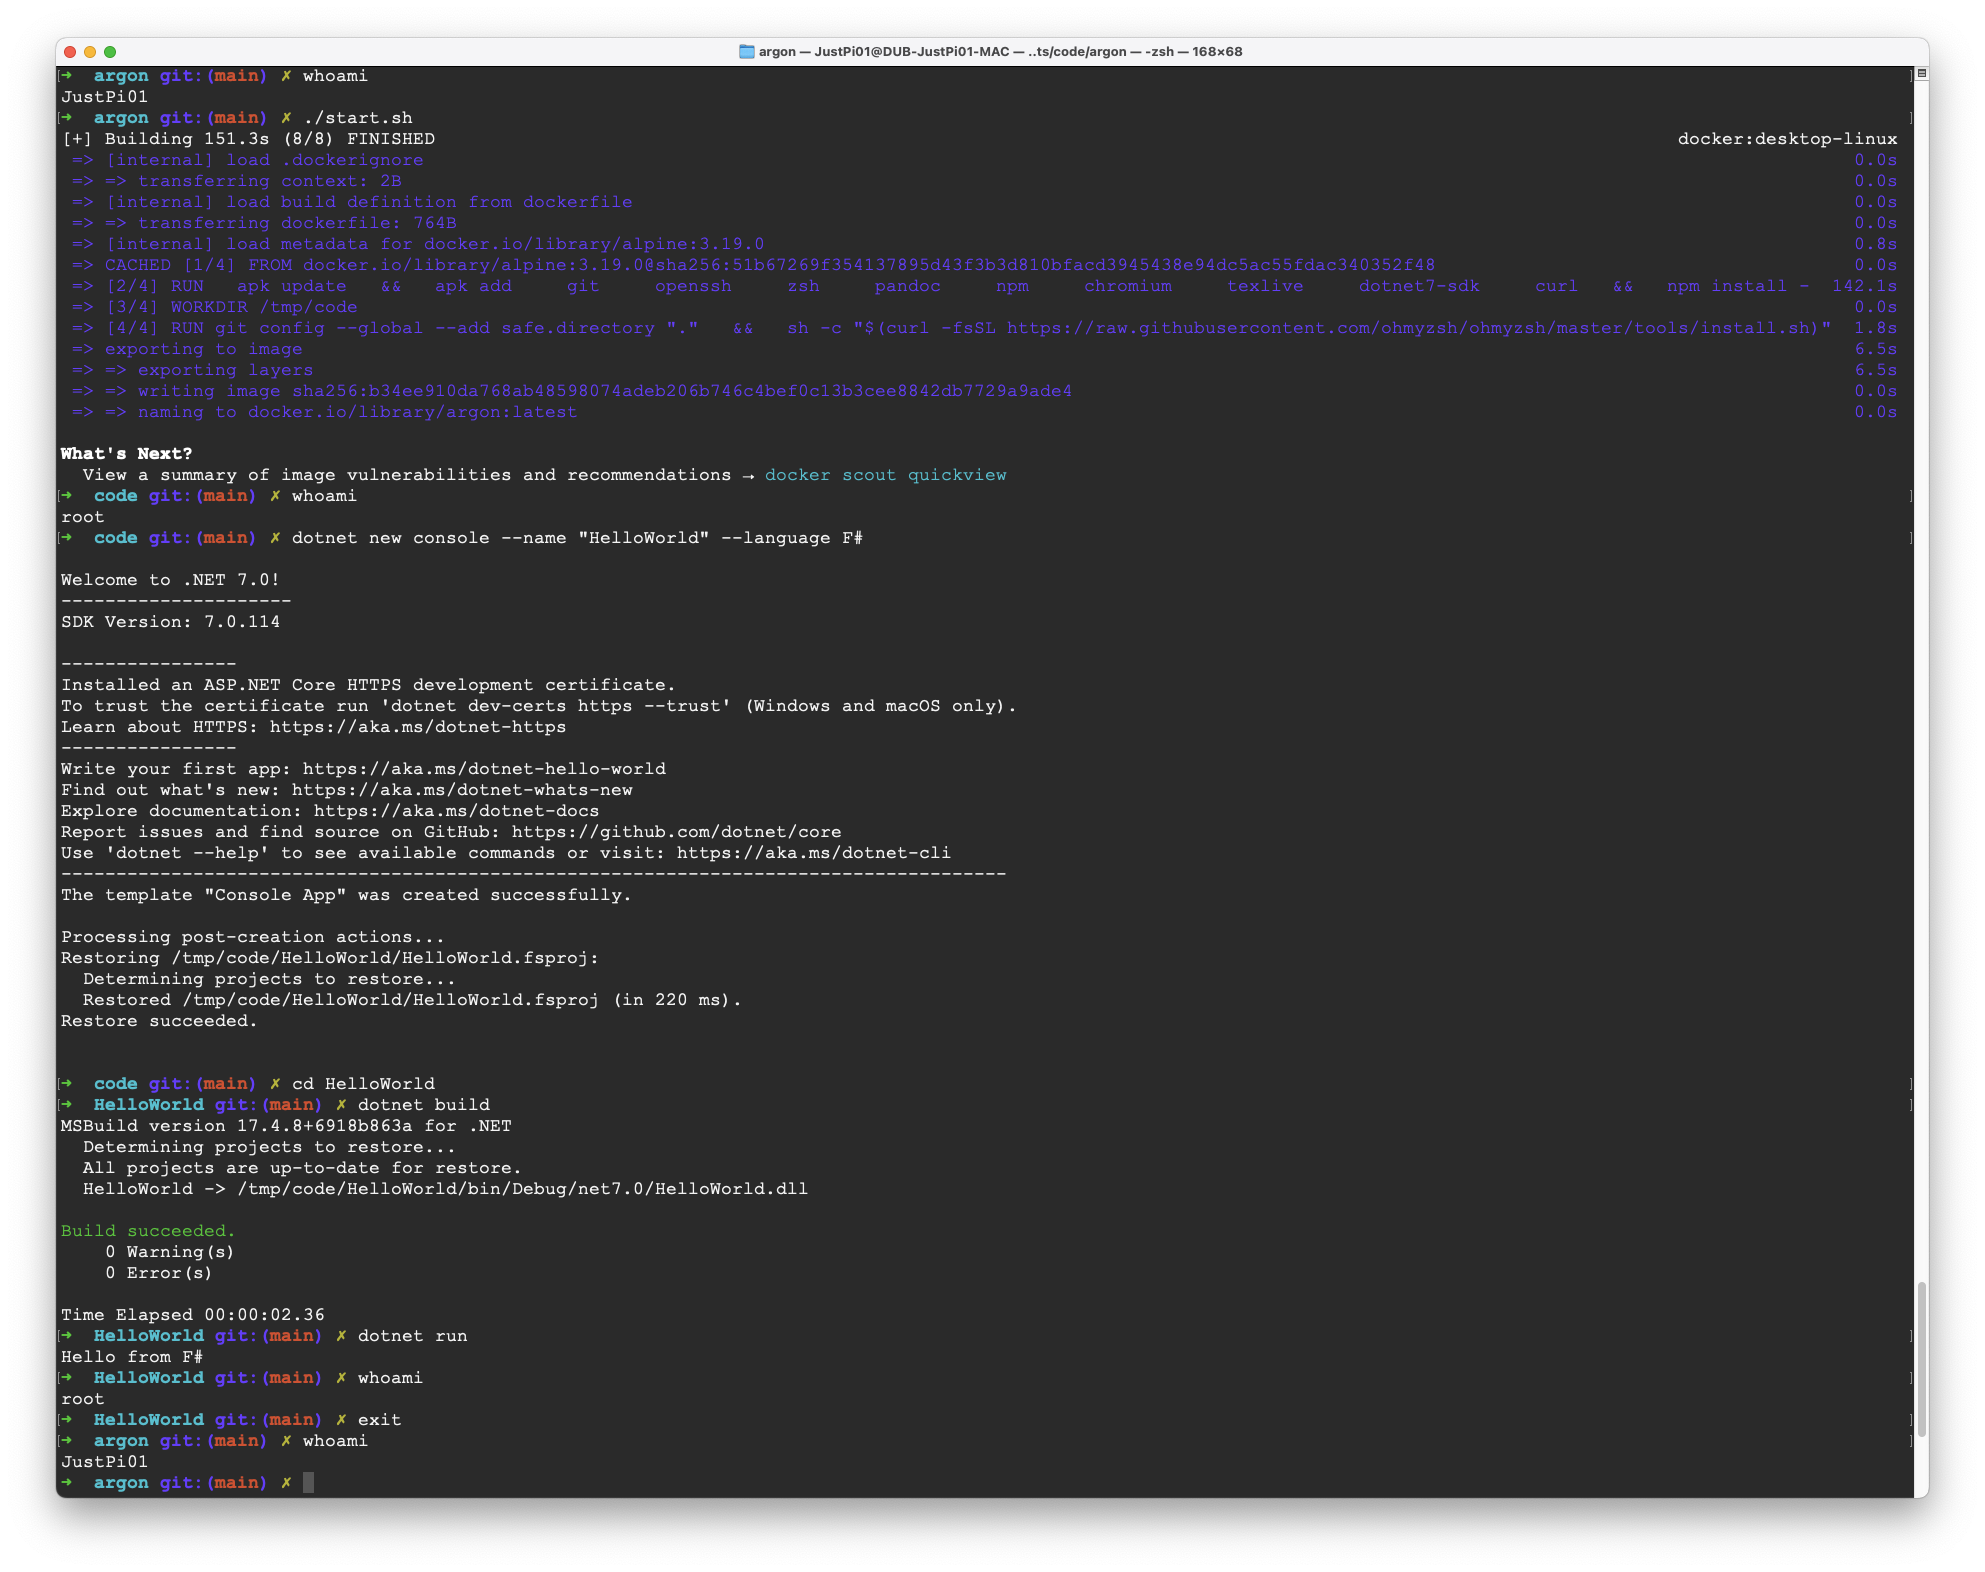 argon — JustPi01@DUB-JustPi01-MAC — ..ts/code/argon — -zsh — 168×68
[➜  argon git:(main) ✗ whoami ]
JustPi01
[➜  argon git:(main) ✗ ./start.sh ]
[+] Building 151.3s (8/8) FINISHED docker:desktop-linux
 => [internal] load .dockerignore 0.0s
 => => transferring context: 2B 0.0s
 => [internal] load build definition from dockerfile 0.0s
 => => transferring dockerfile: 764B 0.0s
 => [internal] load metadata for docker.io/library/alpine:3.19.0 0.8s
 => CACHED [1/4] FROM docker.io/library/alpine:3.19.0@sha256:51b67269f354137895d43f3b3d810bfacd3945438e94dc5ac55fdac340352f48 0.0s
 => [2/4] RUN   apk update   &&   apk add     git     openssh     zsh     pandoc     npm     chromium     texlive     dotnet7-sdk     curl   &&   npm install -  142.1s
 => [3/4] WORKDIR /tmp/code 0.0s
 => [4/4] RUN git config --global --add safe.directory "."   &&   sh -c "$(curl -fsSL https://raw.githubusercontent.com/ohmyzsh/ohmyzsh/master/tools/install.sh)"  1.8s
 => exporting to image 6.5s
 => => exporting layers 6.5s
 => => writing image sha256:b34ee910da768ab48598074adeb206b746c4bef0c13b3cee8842db7729a9ade4 0.0s
 => => naming to docker.io/library/argon:latest 0.0s
What's Next?
  View a summary of image vulnerabilities and recommendations → docker scout quickview
[➜  code git:(main) ✗ whoami ]
root
[➜  code git:(main) ✗ dotnet new console --name "HelloWorld" --language F# ]
Welcome to .NET 7.0!
---------------------
SDK Version: 7.0.114
----------------
Installed an ASP.NET Core HTTPS development certificate.
To trust the certificate run 'dotnet dev-certs https --trust' (Windows and macOS only).
Learn about HTTPS: https://aka.ms/dotnet-https
----------------
Write your first app: https://aka.ms/dotnet-hello-world
Find out what's new: https://aka.ms/dotnet-whats-new
Explore documentation: https://aka.ms/dotnet-docs
Report issues and find source on GitHub: https://github.com/dotnet/core
Use 'dotnet --help' to see available commands or visit: https://aka.ms/dotnet-cli
--------------------------------------------------------------------------------------
The template "Console App" was created successfully.
Processing post-creation actions...
Restoring /tmp/code/HelloWorld/HelloWorld.fsproj:
  Determining projects to restore...
  Restored /tmp/code/HelloWorld/HelloWorld.fsproj (in 220 ms).
Restore succeeded.
[➜  code git:(main) ✗ cd HelloWorld ]
[➜  HelloWorld git:(main) ✗ dotnet build ]
MSBuild version 17.4.8+6918b863a for .NET
  Determining projects to restore...
  All projects are up-to-date for restore.
  HelloWorld -> /tmp/code/HelloWorld/bin/Debug/net7.0/HelloWorld.dll
Build succeeded.
    0 Warning(s)
    0 Error(s)
Time Elapsed 00:00:02.36
[➜  HelloWorld git:(main) ✗ dotnet run ]
Hello from F#
[➜  HelloWorld git:(main) ✗ whoami ]
root
[➜  HelloWorld git:(main) ✗ exit ]
[➜  argon git:(main) ✗ whoami ]
JustPi01
➜  argon git:(main) ✗